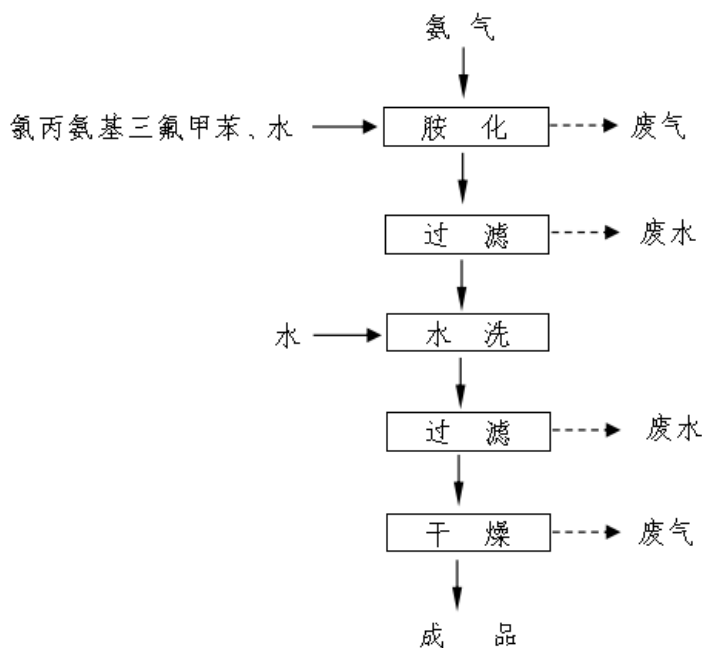 氨 气
氯丙氨基三氟甲苯、水
胺 化
废气
过 滤
废水
水
水 洗
过 滤
废水
干 燥
废气
成 品